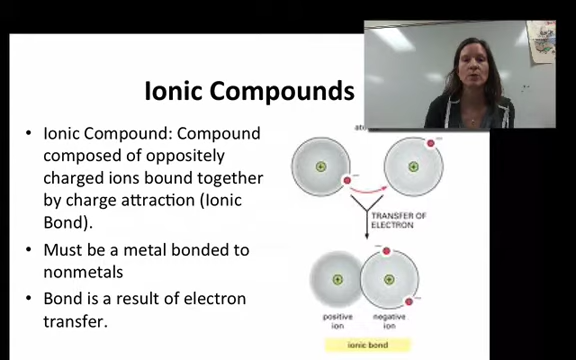 Ionic Compounds
• Ionic Compound: Compound
composed of oppositely
charged ions bound together
by charge attraction (Ionic
Bond).
• Must be a metal bonded to
nonmetals
• Bond is a result of electron
transfer.
TRANSFER OF
ELECTRON
positive
ion
negative
ion
ionic bond